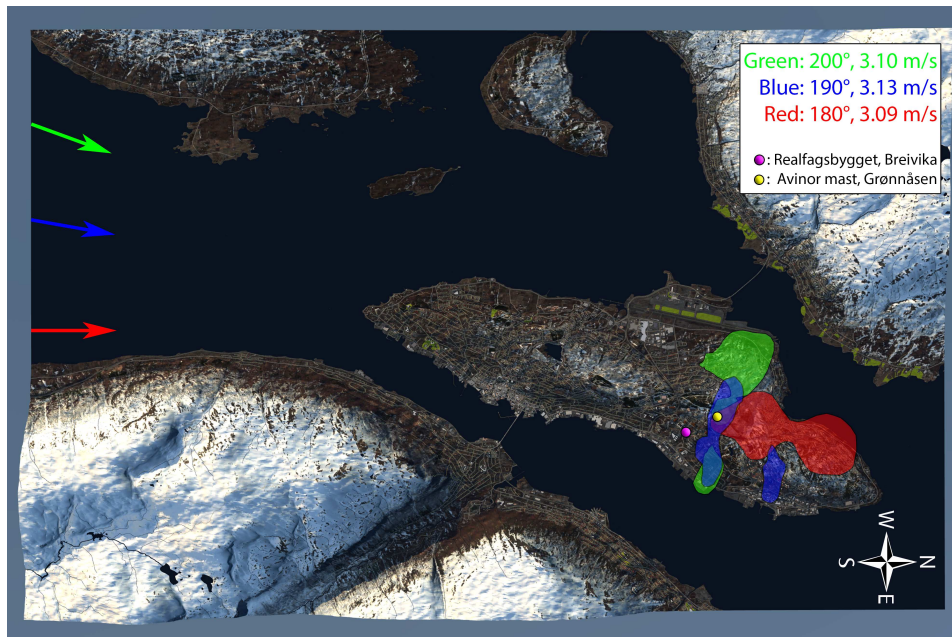 Green: 200°, 3.10 m/s
Blue: 190°, 3.13 m/s
Red: 180°, 3.09 m/s
: Realfagsbygget, Breivika
: Avinor mast, Grønnåsen
W
S
N
E